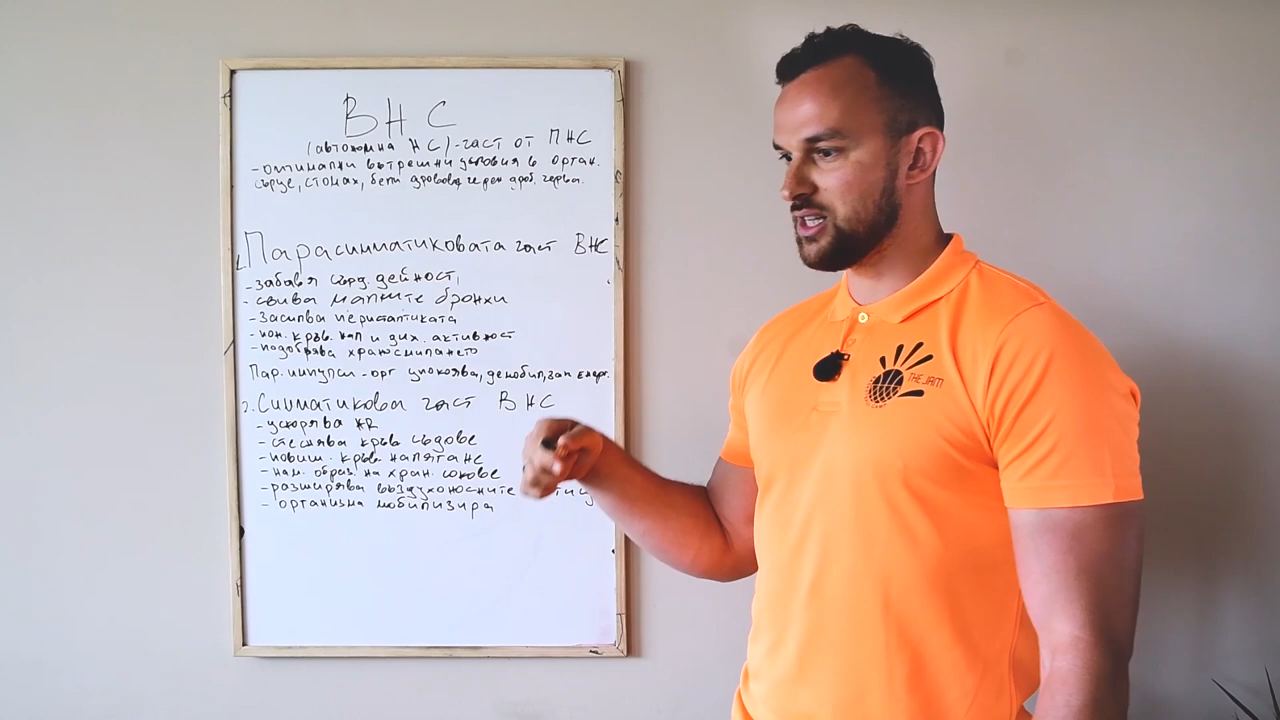 ВНС
(автономна НС)-част от ПНС
-оптимални вътрешни условия в орган.
сърце, стомах, бели дробове, черен дроб, черва.
1. Парасимпатиковата част ВНС
-забавя сърд. дейност,
-свива малките бронхи
-Засилва перисталтиката
-пон. кръв. нал и дих. активност
-подобрява храносмилането
Пар. импулси-орг успокоява, демобил, зап. енерг.
2. Симпатикова част ВНС
-ускорява HR
-стеснява кръв съдове
-повиш. кръв налягане
-нам. образ. на хран. сокове
-разширява въздухоносните
- организма мобилизира
THE JAM
CAMP